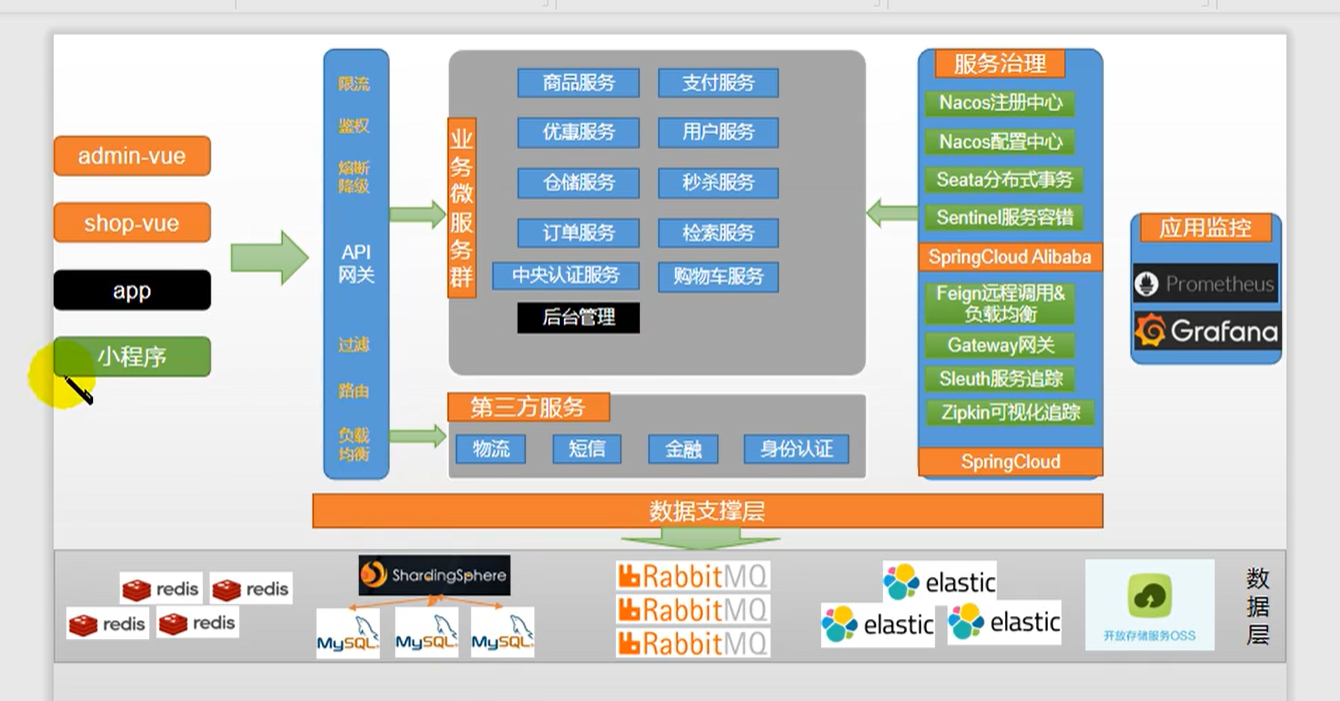 admin-vue
shop-vue
app
小程序
限流
鉴权
熔断
降级
API
网关
过滤
路由
负载
均衡
业务微服务群
商品服务
支付服务
优惠服务
用户服务
仓储服务
秒杀服务
订单服务
检索服务
中央认证服务
购物车服务
后台管理
第三方服务
物流
短信
金融
身份认证
服务治理
Nacos注册中心
Nacos配置中心
Seata分布式事务
Sentinel服务容错
SpringCloud Alibaba
Feign远程调用&
负载均衡
Gateway网关
Sleuth服务追踪
Zipkin可视化追踪
SpringCloud
应用监控
Prometheus
Grafana
数据支撑层
redis
redis
redis
redis
ShardingSphere
MySQL
MySQL
MySQL
RabbitMQ
RabbitMQ
RabbitMQ
elastic
elastic
elastic
开放存储服务OSS
数据层